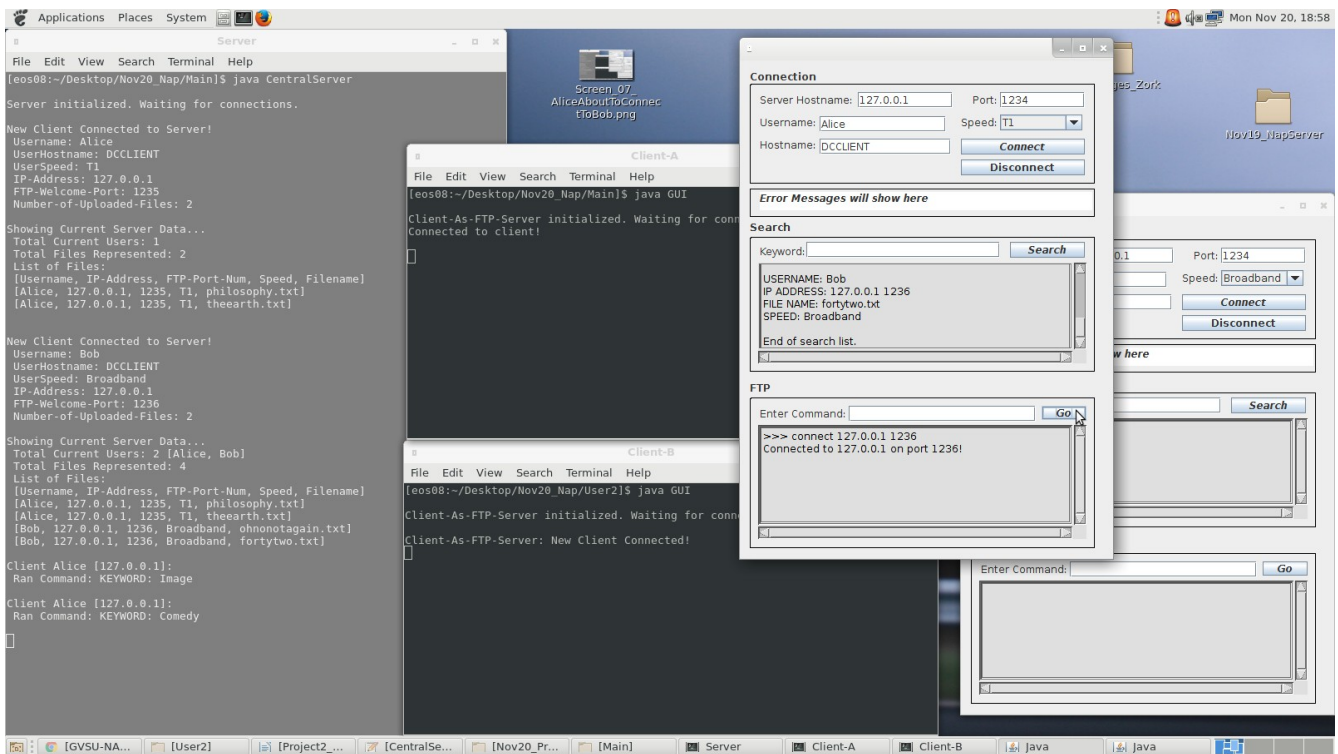 Applications Places System
Mon Nov 20, 18:58
Server
File Edit View Search Terminal Help
[eos08:~/Desktop/Nov20_Nap/Main]$ java CentralServer
Server initialized. Waiting for connections.
New Client Connected to Server!
Username: Alice
UserHostname: DCCLIENT
UserSpeed: T1
IP-Address: 127.0.0.1
FTP-Welcome-Port: 1235
Number-of-Uploaded-Files: 2
Showing Current Server Data...
Total Current Users: 1
Total Files Represented: 2
List of Files:
[Username, IP-Address, FTP-Port-Num, Speed, Filename]
[Alice, 127.0.0.1, 1235, T1, philosophy.txt]
[Alice, 127.0.0.1, 1235, T1, theearth.txt]
New Client Connected to Server!
Username: Bob
UserHostname: DCCLIENT
UserSpeed: Broadband
IP-Address: 127.0.0.1
FTP-Welcome-Port: 1236
Number-of-Uploaded-Files: 2
Showing Current Server Data...
Total Current Users: 2 [Alice, Bob]
Total Files Represented: 4
List of Files:
[Username, IP-Address, FTP-Port-Num, Speed, Filename]
[Alice, 127.0.0.1, 1235, T1, philosophy.txt]
[Alice, 127.0.0.1, 1235, T1, theearth.txt]
[Bob, 127.0.0.1, 1236, Broadband, ohnonotagain.txt]
[Bob, 127.0.0.1, 1236, Broadband, fortytwo.txt]
Client Alice [127.0.0.1]:
Ran Command: KEYWORD: Image
Client Alice [127.0.0.1]:
Ran Command: KEYWORD: Comedy
Screen_07_
AliceAboutToConnec
tToBob.png
Client-A
File Edit View Search Terminal Help
[eos08:~/Desktop/Nov20_Nap/Main]$ java GUI
Client-As-FTP-Server initialized. Waiting for conn
Connected to client!
Client-B
File Edit View Search Terminal Help
[eos08:~/Desktop/Nov20_Nap/User2]$ java GUI
Client-As-FTP-Server initialized. Waiting for conn
Client-As-FTP-Server: New Client Connected!
Connection
Server Hostname: 127.0.0.1 Port: 1234
Username: Alice Speed: T1
Hostname: DCCLIENT Connect
Disconnect
Error Messages will show here
Search
Keyword: Search
USERNAME: Bob
IP ADDRESS: 127.0.0.1 1236
FILE NAME: fortytwo.txt
SPEED: Broadband
End of search list.
FTP
Enter Command: Go
>>> connect 127.0.0.1 1236
Connected to 127.0.0.1 on port 1236!
ges_Zork
Nov19_NapServer
0.1 Port: 1234
Speed: Broadband
Connect
Disconnect
w here
Search
Enter Command: Go
[GVSU-NA... [User2] [Project2_... [CentralSe... [Nov20_Pr... [Main] Server Client-A Client-B Java Java